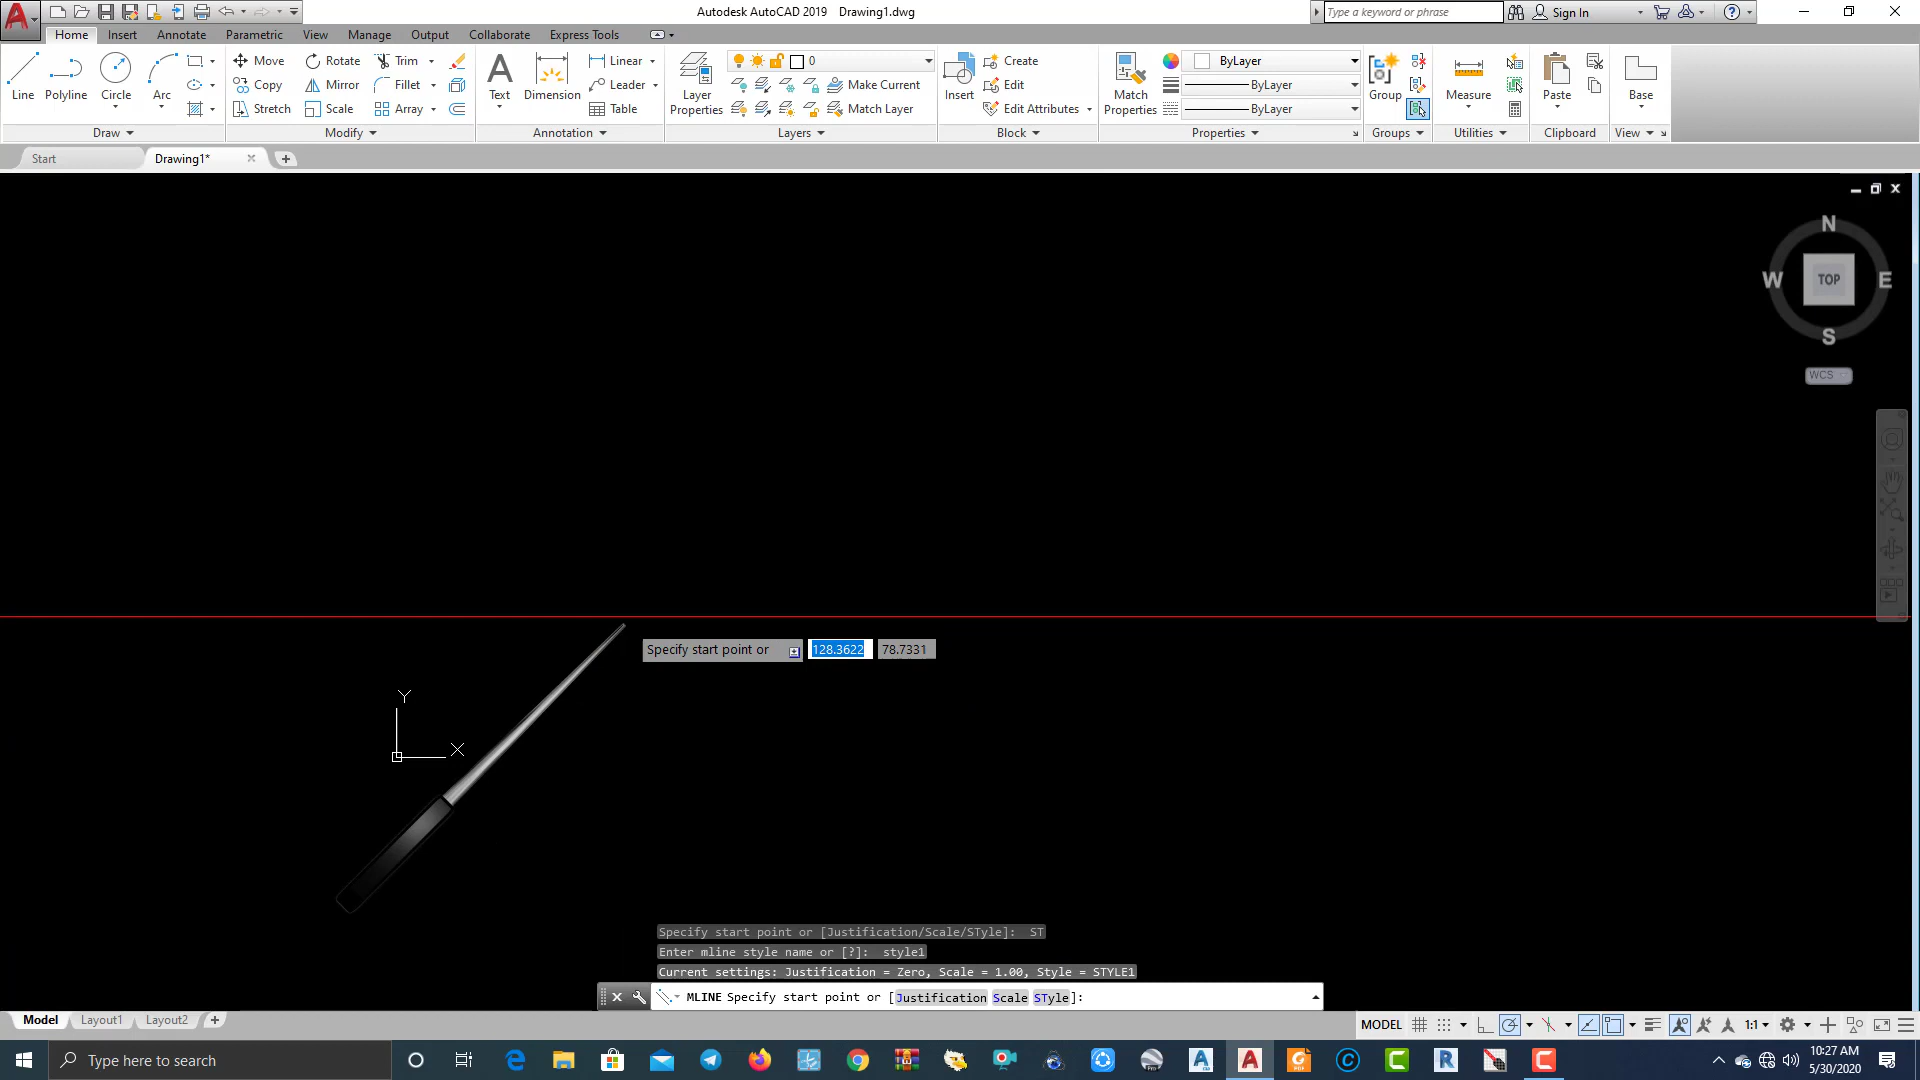 Autodesk AutoCAD 2019 Drawing1.dwg
Type a keyword or phrase
Sign In
Home Insert Annotate Parametric View Manage Output Collaborate Express Tools
Line Polyline Circle Arc
Move Rotate Trim
Copy Mirror Fillet
Stretch Scale Array
Text Dimension
Linear
Leader
Table
Layer Properties
0
Make Current
Match Layer
Insert
Create
Edit
Edit Attributes
Match Properties
ByLayer
ByLayer
ByLayer
Group
Measure
Paste
Base
Draw Modify Annotation Layers Block Properties Groups Utilities Clipboard View
Start Drawing1*
N
W TOP E
S
WCS
Specify start point or 128.3622 78.7331
Y
X
Specify start point or [Justification/Scale/STyle]: ST
Enter mline style name or [?]: style1
Current settings: Justification = Zero, Scale = 1.00, Style = STYLE1
MLINE Specify start point or [Justification Scale STyle]:
Model Layout1 Layout2
MODEL 1:1
Type here to search
10:27 AM
5/30/2020